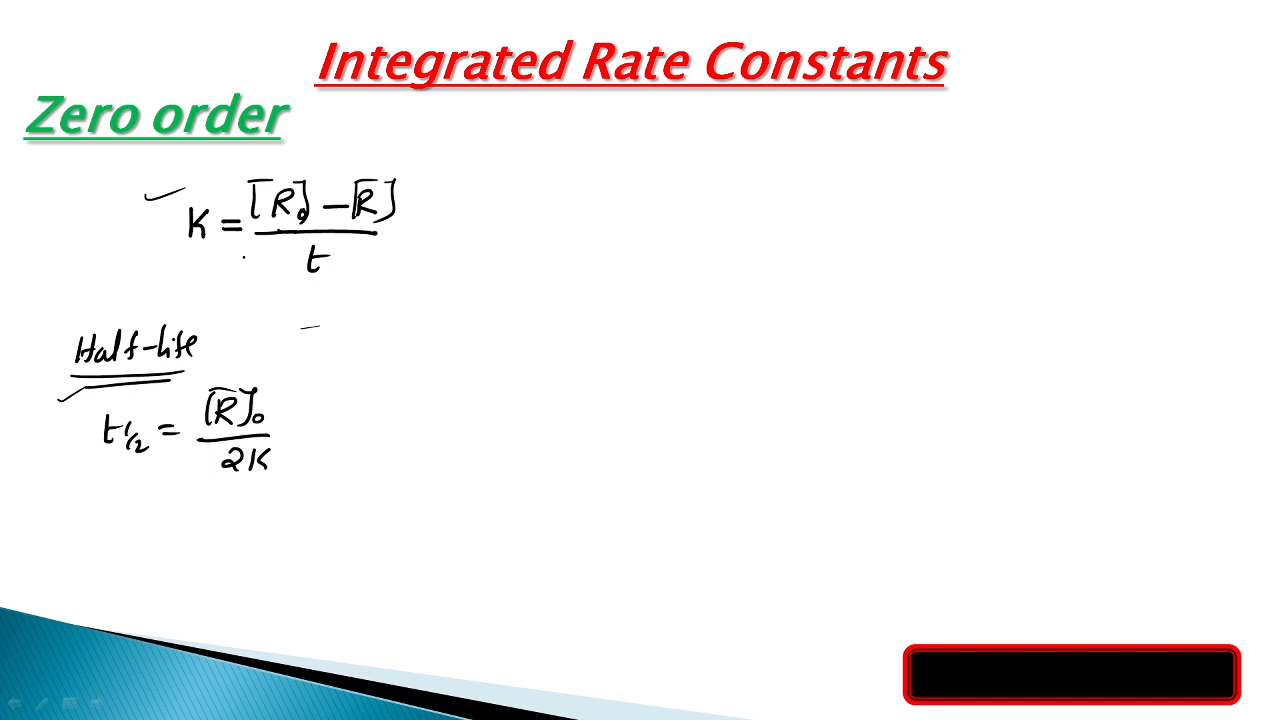 Integrated Rate Constants
Zero order
K = [R]₀ - [R] / t
Half-life
t½ = [R]₀ / 2K